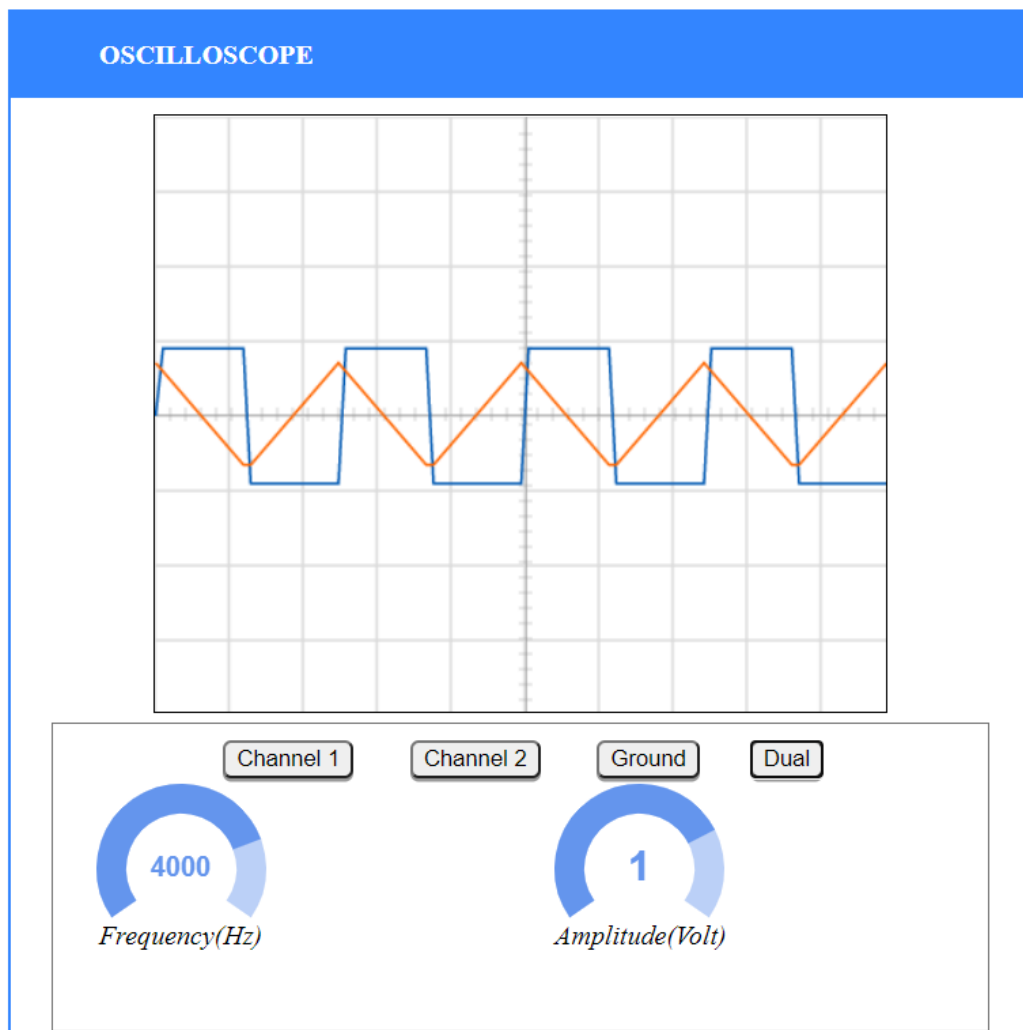 OSCILLOSCOPE
Channel 1 Channel 2 Ground Dual
4000 1
Frequency(Hz) Amplitude(Volt)